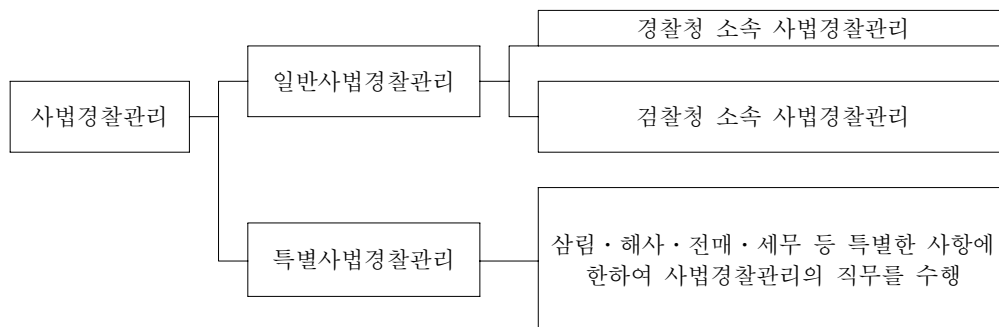 경찰청 소속 사법경찰관리
일반사법경찰관리
사법경찰관리
검찰청 소속 사법경찰관리
특별사법경찰관리
삼림·해사·전매·세무 등 특별한 사항에
한하여 사법경찰관리의 직무를 수행